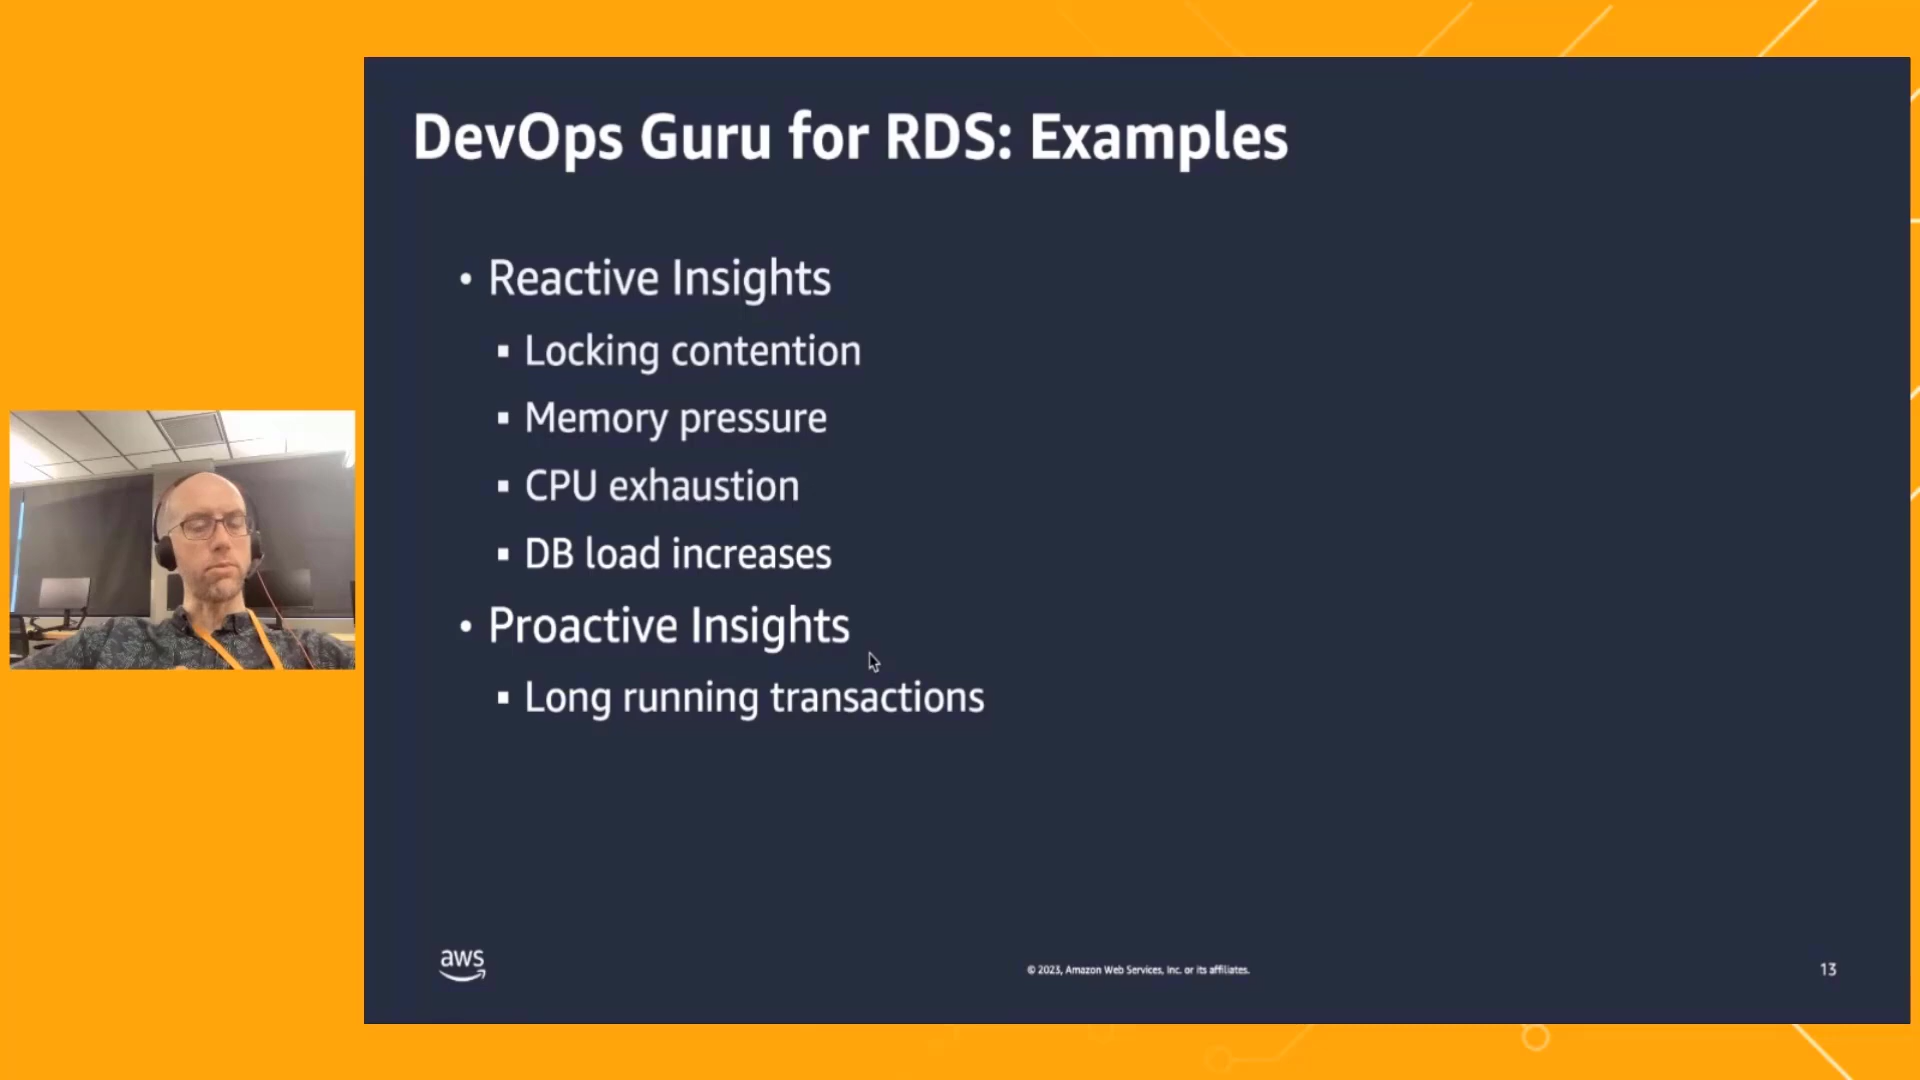 DevOps Guru for RDS: Examples
• Reactive Insights
▪ Locking contention
▪ Memory pressure
▪ CPU exhaustion
▪ DB load increases
• Proactive Insights
▪ Long running transactions
aws
© 2023, Amazon Web Services, Inc. or its affiliates.
13